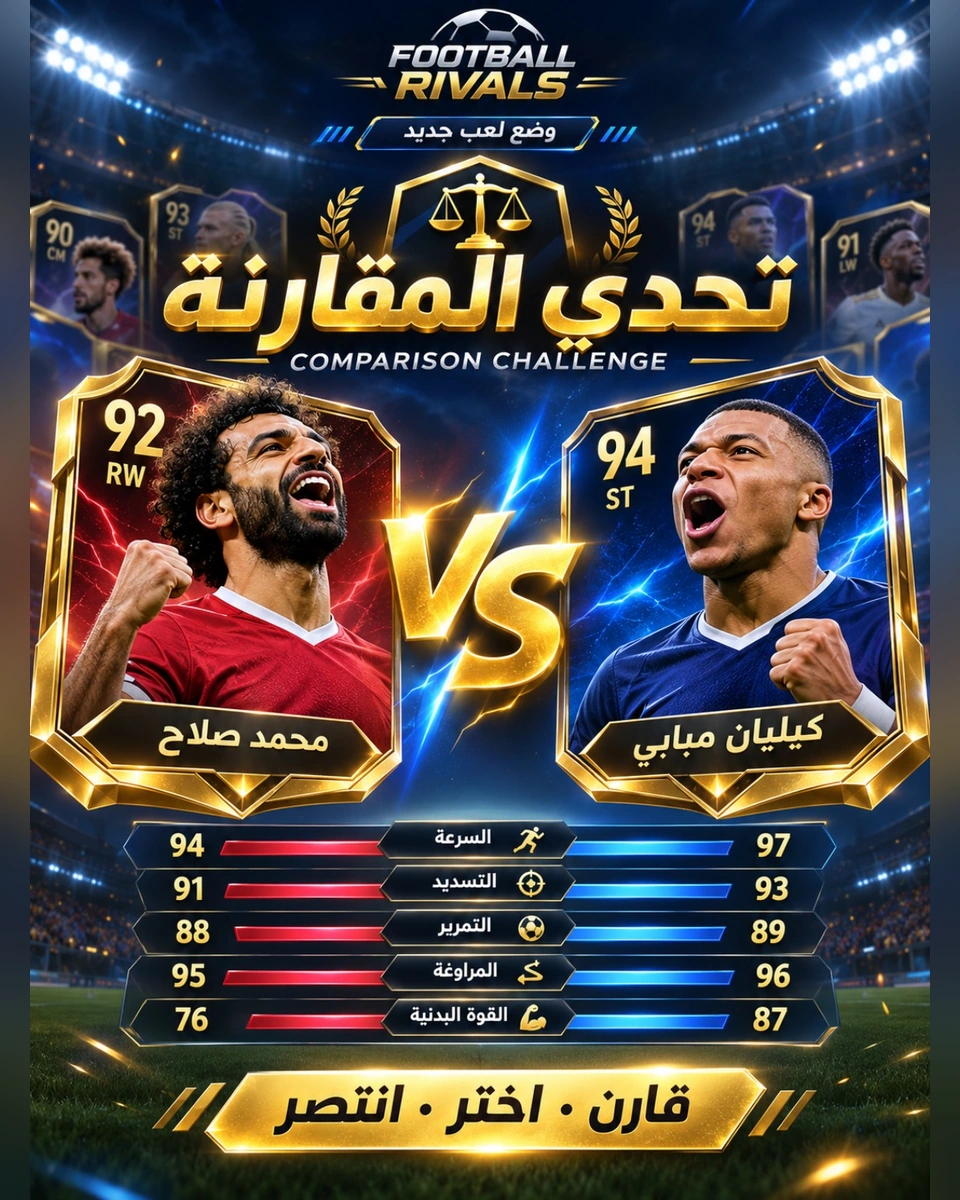 FOOTBALL
RIVALS
وضع لعب جديد
90
CM
93
ST
94
ST
91
LW
تحدي المقارنة
COMPARISON CHALLENGE
92
RW
94
ST
VS
محمد صلاح
كيليان مبابي
94 السرعة 97
91 التسديد 93
88 التمرير 89
95 المراوغة 96
76 القوة البدنية 87
قارن • اختر • انتصر